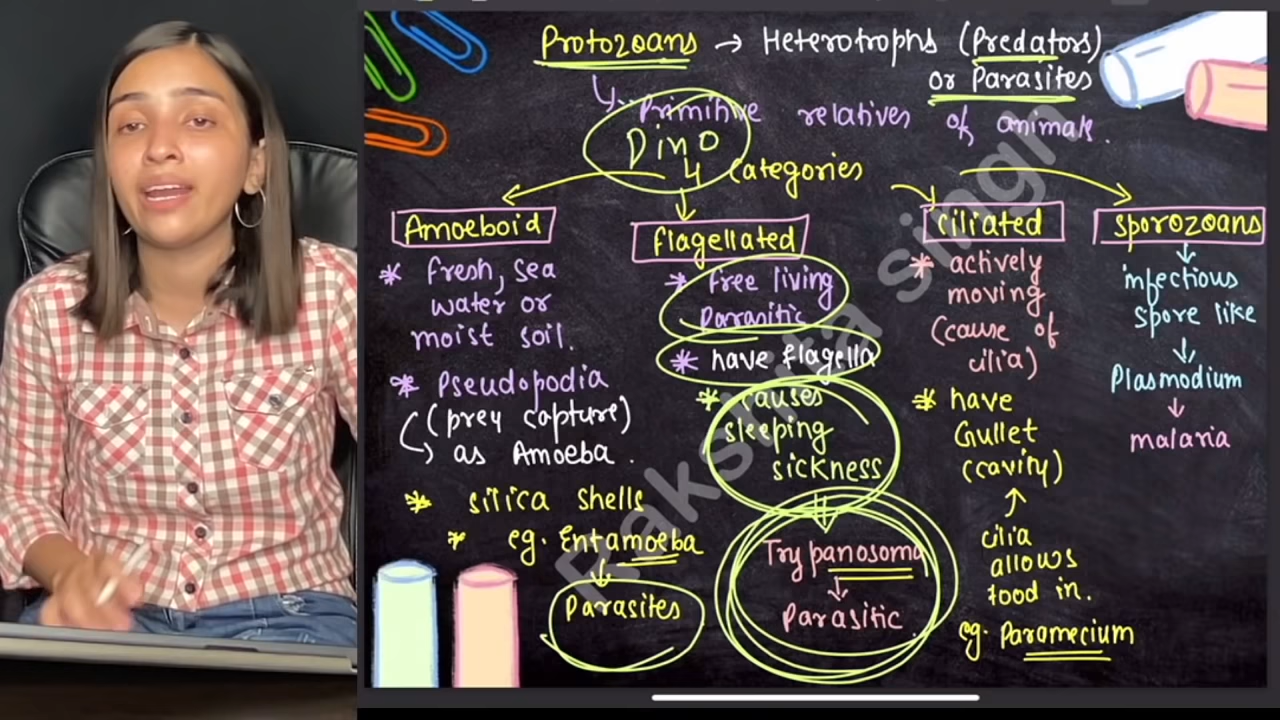 Protozoans → Heterotrophs (Predators)
or Parasites
↳ Primitive relatives of animals.
Dino
4 Categories
Amoeboid
* fresh, sea
water or
moist soil.
* Pseudopodia
(prey capture)
↳ as Amoeba.
* silica shells
* eg. Entamoeba
↓
Parasites
flagellated
* free living
Parasitic
* have flagella
* causes
sleeping
sickness
↓
Trypanosoma
↓
Parasitic
Ciliated
* actively
moving
(cause of
cilia)
* have
Gullet
(cavity)
↑
cilia
allows
food in.
eg. Paramecium
Sporozoans
↓
infectious
spore like
↓
Plasmodium
↓
malaria
Rakshita singh